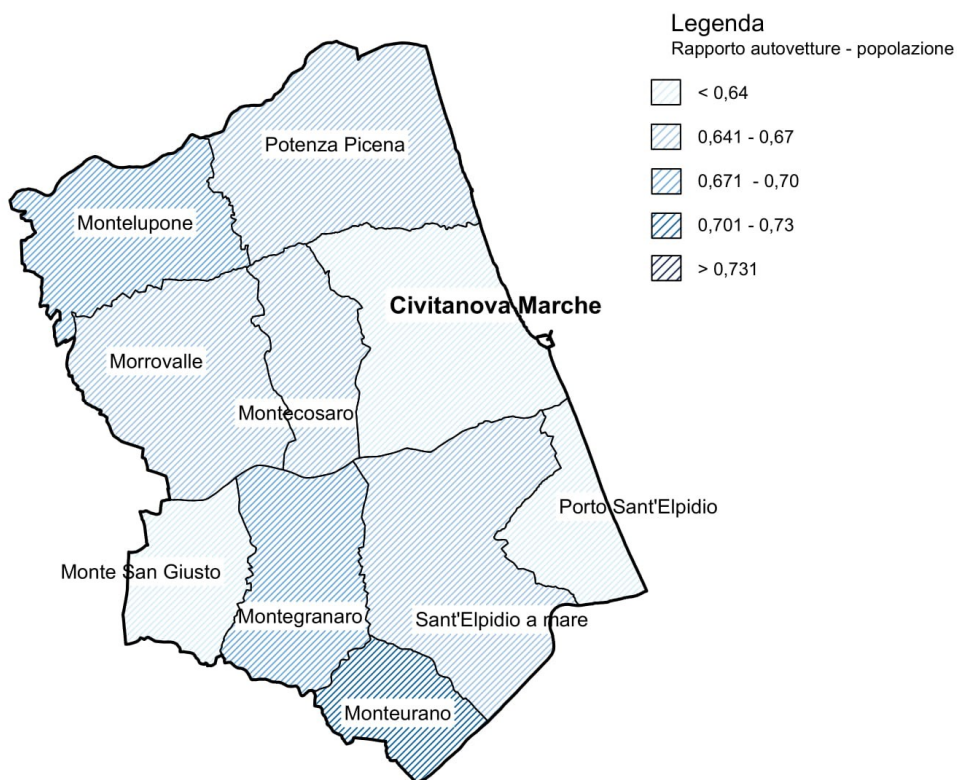 Legenda
Rapporto autovetture - popolazione
< 0,64
0,641 - 0,67
0,671 - 0,70
0,701 - 0,73
> 0,731
Potenza Picena
Montelupone
Civitanova Marche
Morrovalle
Montecosaro
Porto Sant'Elpidio
Monte San Giusto
Montegranaro
Sant'Elpidio a mare
Monteurano